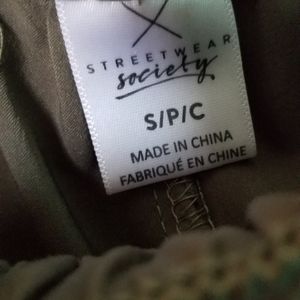 STREETWEAR
society
S/P/C
MADE IN CHINA
FABRIQUÉ EN CHINE